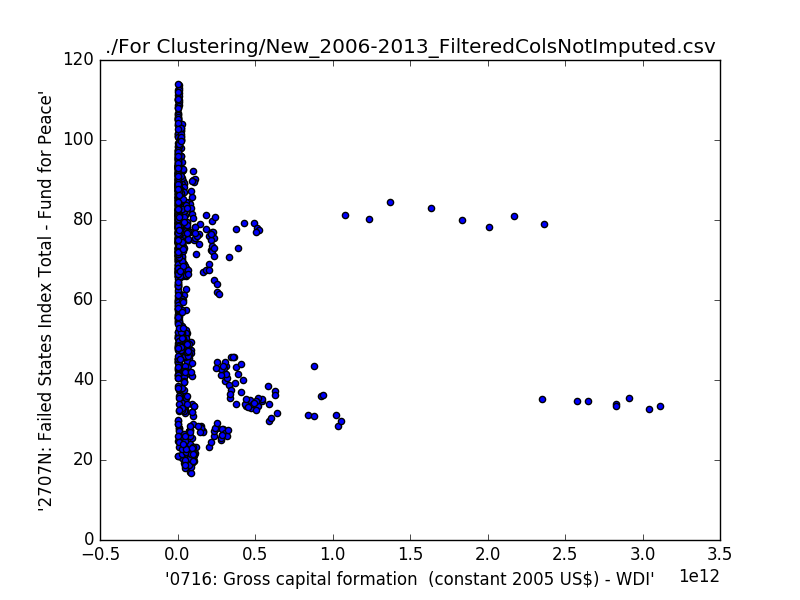 ./For Clustering/New_2006-2013_FilteredColsNotImputed.csv
120
100
80
60
40
20
0
'2707N: Failed States Index Total - Fund for Peace'
−0.5 0.0 0.5 1.0 1.5 2.0 2.5 3.0 3.5
1e12
'0716: Gross capital formation  (constant 2005 US$) - WDI'